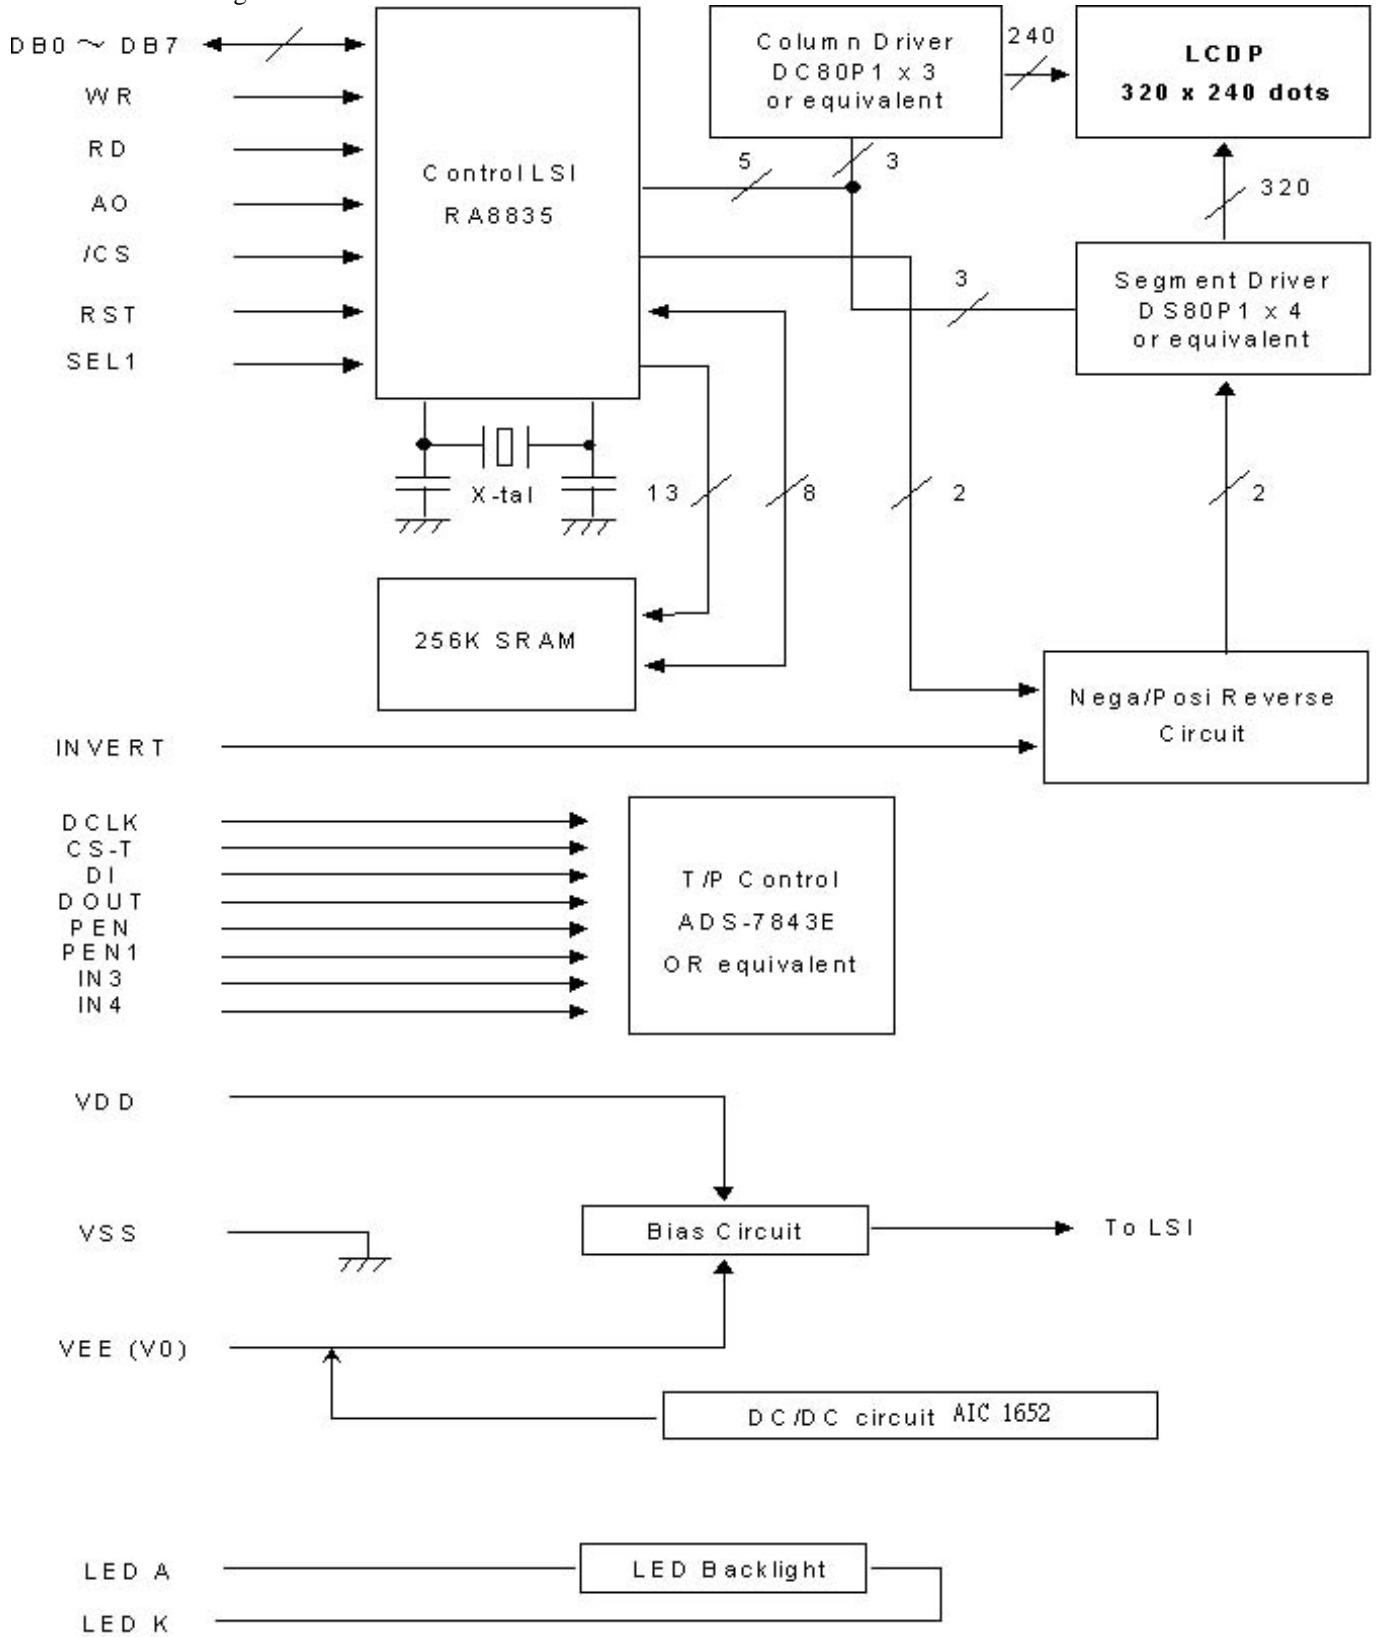 DB0 ~ DB7
WR
RD
AO
/CS
RST
SEL1
Control LSI
RA8835
Column Driver
DC80P1 x 3
or equivalent
240
LCDP
320 x 240 dots
5
3
320
3
Segment Driver
DS80P1 x 4
or equivalent
X-tal
13
8
2
2
256K SRAM
Nega/Posi Reverse
Circuit
INVERT
DCLK
CS-T
DI
DOUT
PEN
PEN1
IN3
IN4
T/P Control
ADS-7843E
OR equivalent
VDD
VSS
Bias Circuit
To LSI
VEE (V0)
DC/DC circuit AIC 1652
LED A
LED Backlight
LED K